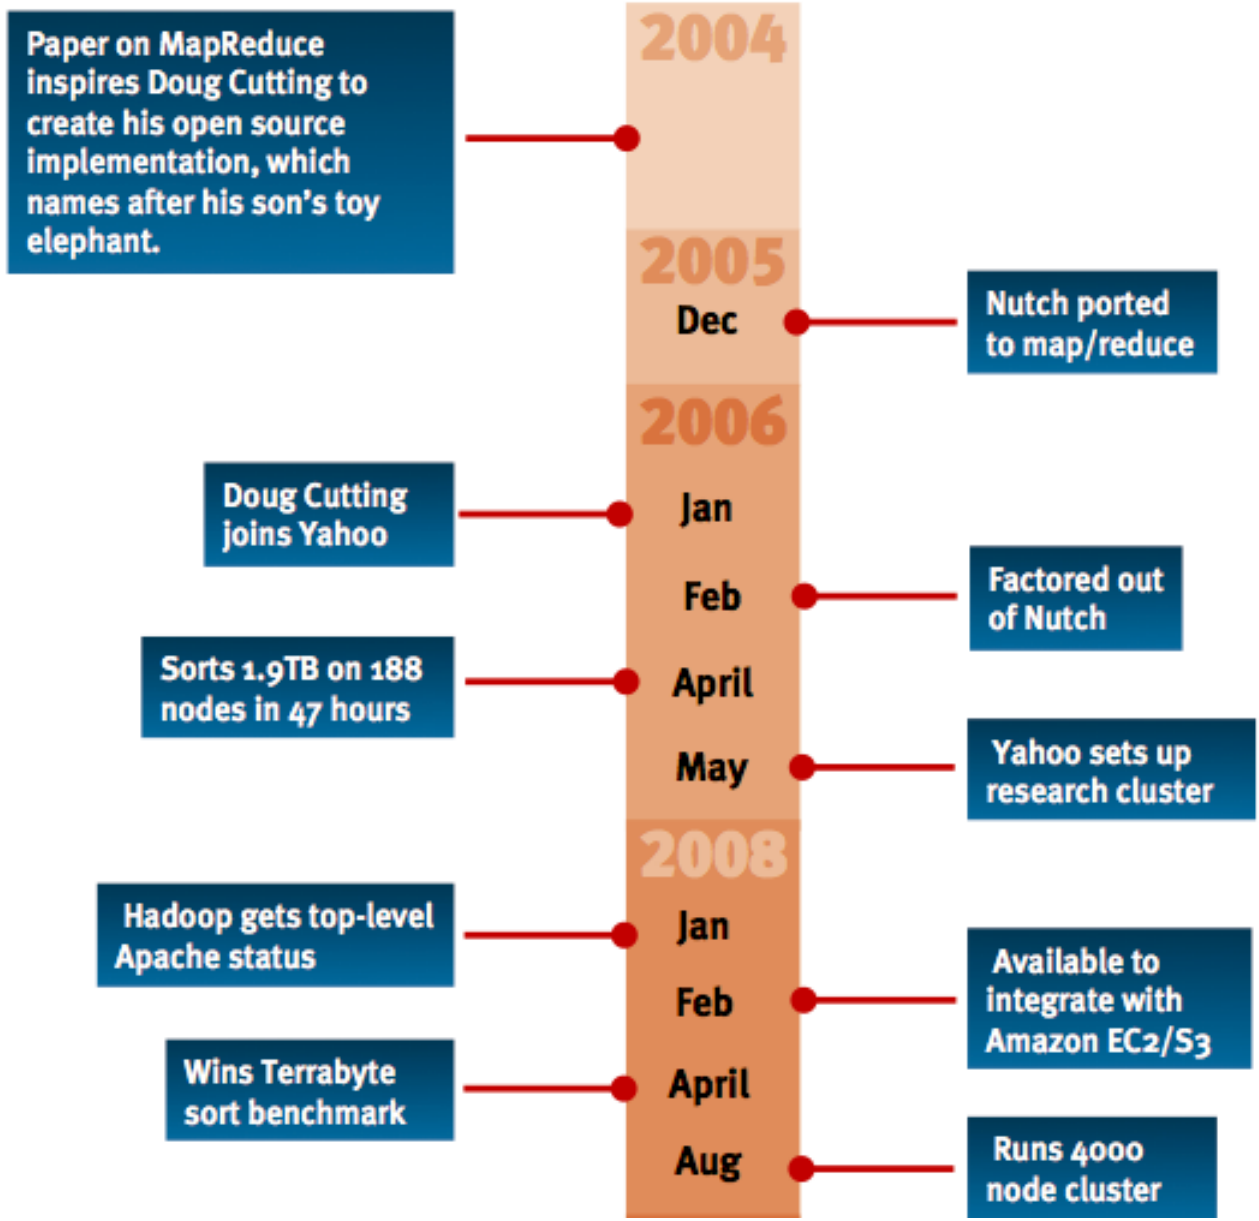 2004
Paper on MapReduce
inspires Doug Cutting to
create his open source
implementation, which
names after his son's toy
elephant.
2005
Dec
Nutch ported
to map/reduce
2006
Jan
Doug Cutting
joins Yahoo
Feb
Factored out
of Nutch
April
Sorts 1.9TB on 188
nodes in 47 hours
May
Yahoo sets up
research cluster
2008
Jan
Hadoop gets top-level
Apache status
Feb
Available to
integrate with
Amazon EC2/S3
April
Wins Terrabyte
sort benchmark
Aug
Runs 4000
node cluster